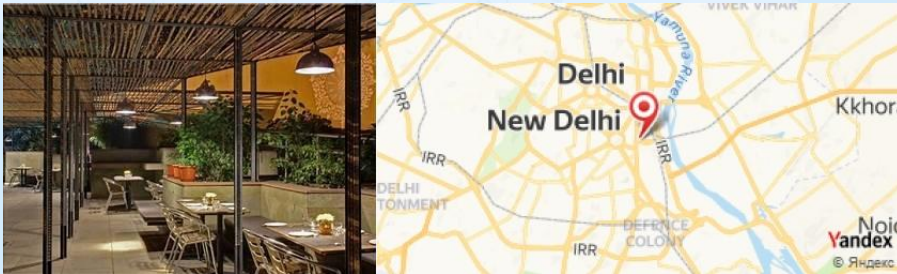 VIVEK VIHAR
Yamuna River
Delhi
New Delhi
Kkhora
IRR
IRR
IRR
DELHI
TONMENT
DEFENCE
COLONY
IRR
Noid
Yandex
© Яндекс